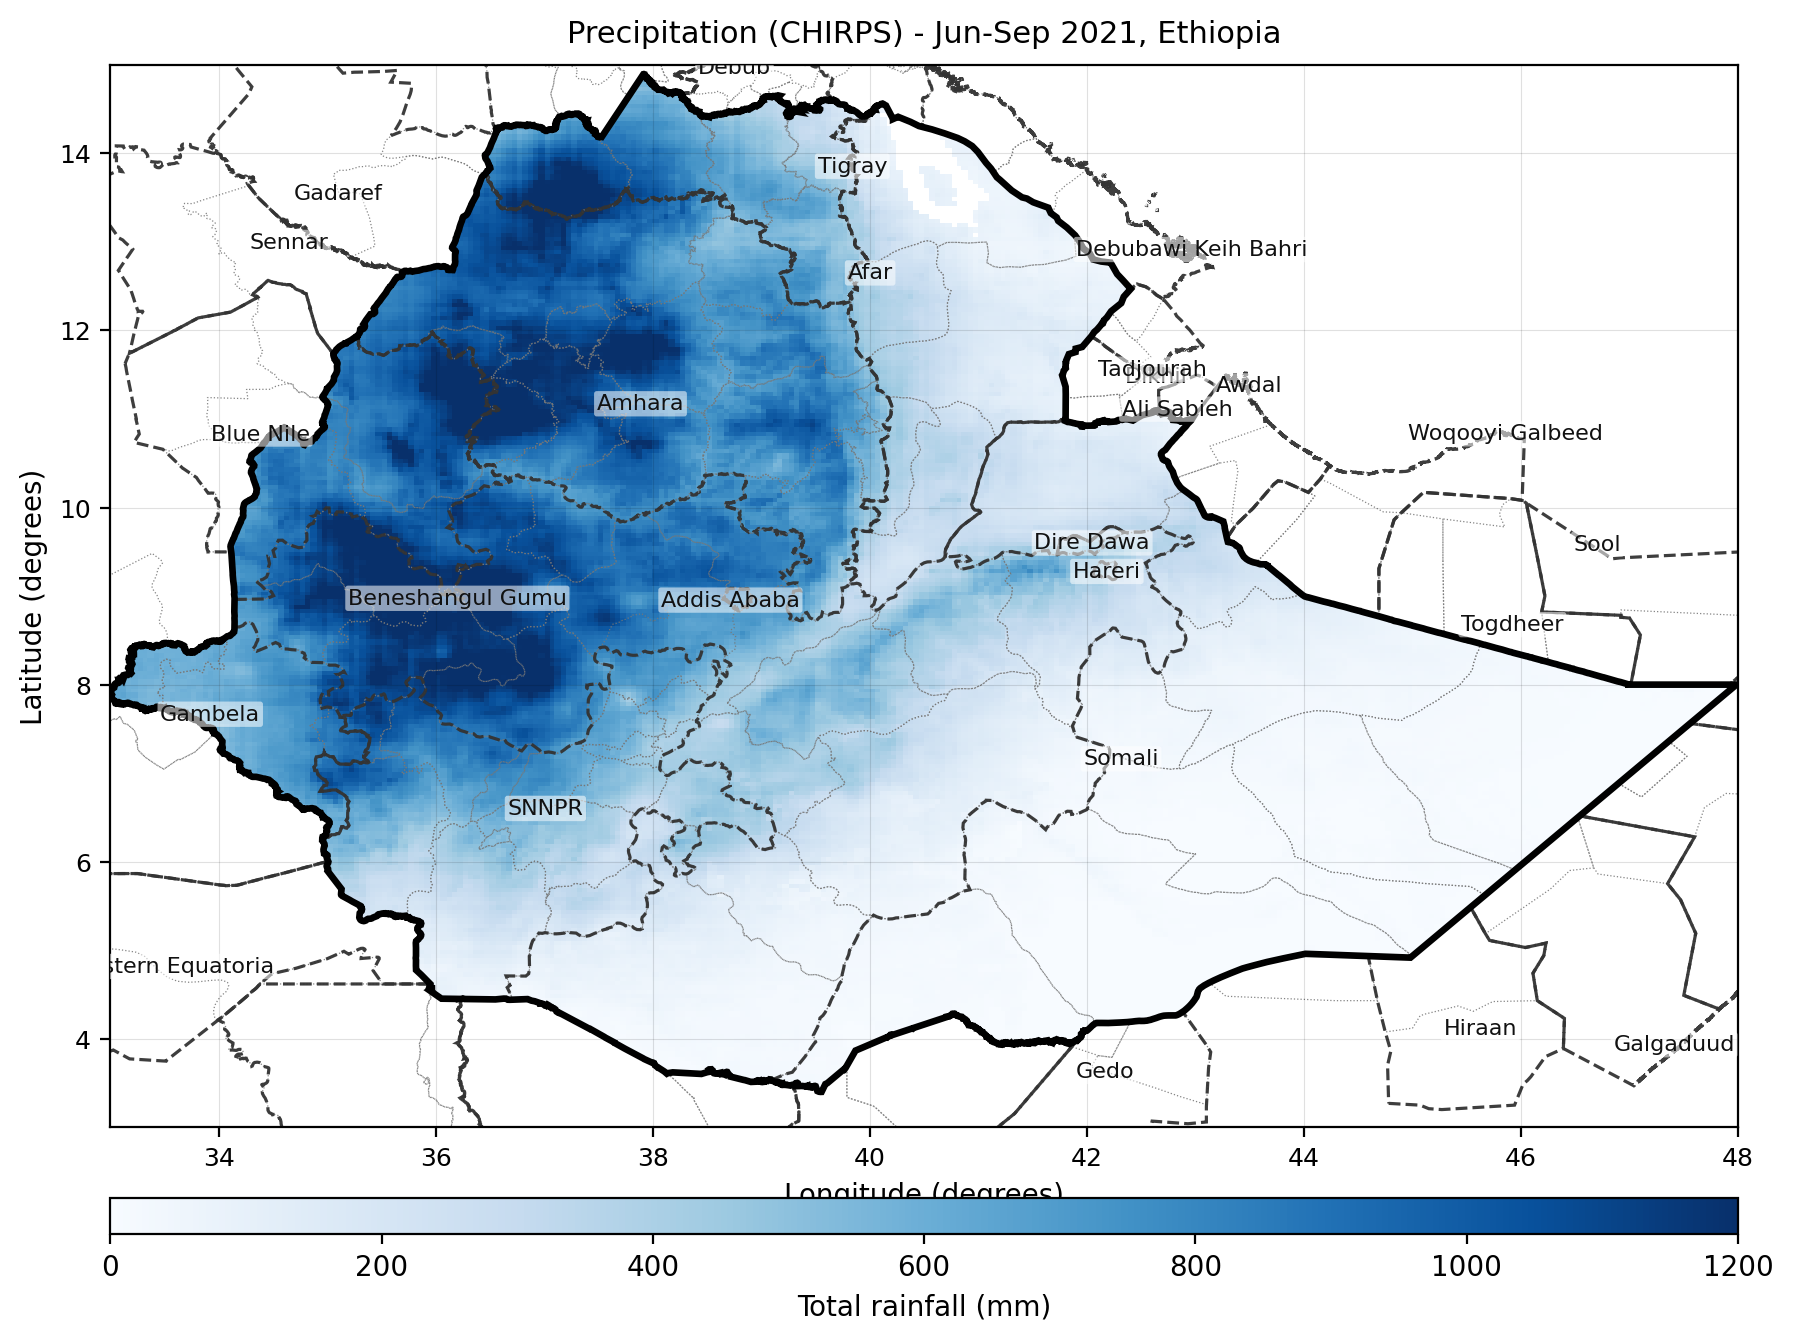 Precipitation (CHIRPS) - Jun-Sep 2021, Ethiopia
Debub
14
Tigray
Gadaref
Sennar
Debubawi Keih Bahri
Afar
12
Tadjourah
Dikhil
Awdal
Amhara
Ali Sabieh
Blue Nile
Woqooyi Galbeed
10
Dire Dawa
Sool
Hareri
Beneshangul Gumu
Addis Ababa
Togdheer
8
Gambela
Somali
SNNPR
6
stern Equatoria
4
Hiraan
Galgaduud
Gedo
Latitude (degrees)
34 36 38 40 42 44 46 48
Longitude (degrees)
0 200 400 600 800 1000 1200
Total rainfall (mm)